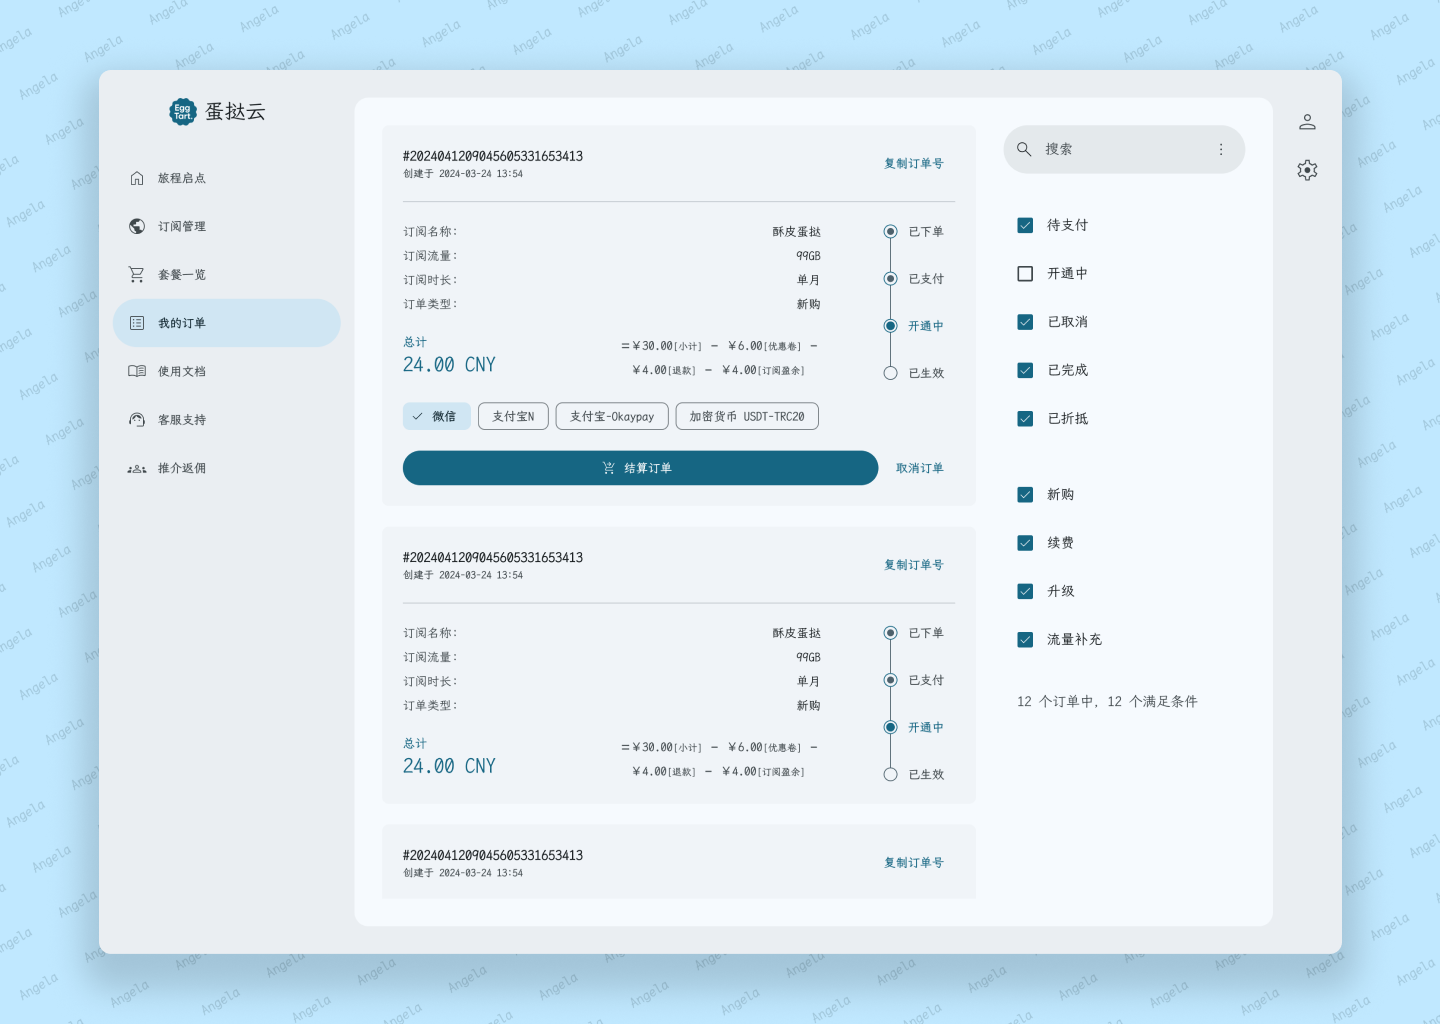 Egg Tart. 蛋挞云
旅程启点
订阅管理
套餐一览
我的订单
使用文档
客服支持
推介返佣
#20240412090456053​31653413
创建于 2024-03-24 13:54
复制订单号
订阅名称： 酥皮蛋挞
订阅流量： 99GB
订阅时长： 单月
订单类型： 新购
总计
24.00 CNY
=￥30.00[小计] - ￥6.00[优惠卷] -
￥4.00[退款] - ￥4.00[订阅盈余]
已下单
已支付
开通中
已生效
微信 支付宝N 支付宝-Okaypay 加密货币 USDT-TRC20
结算订单 取消订单
#2024041209045605331653413
创建于 2024-03-24 13:54
复制订单号
订阅名称： 酥皮蛋挞
订阅流量： 99GB
订阅时长： 单月
订单类型： 新购
总计
24.00 CNY
=￥30.00[小计] - ￥6.00[优惠卷] -
￥4.00[退款] - ￥4.00[订阅盈余]
已下单
已支付
开通中
已生效
#2024041209045605331653413
创建于 2024-03-24 13:54
复制订单号
搜索
待支付
开通中
已取消
已完成
已折抵
新购
续费
升级
流量补充
12 个订单中, 12 个满足条件
Angela